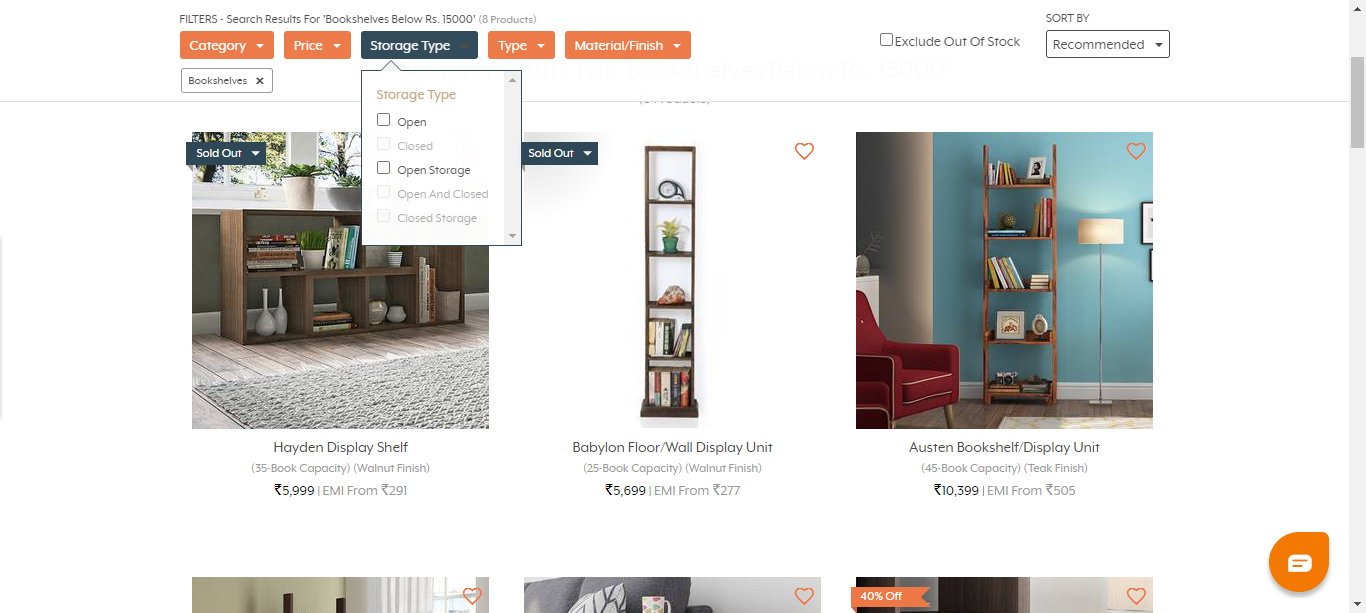 FILTERS - Search Results For 'Bookshelves Below Rs. 15000' (8 Products)
SORT BY
Category
Price
Storage Type
Type
Material/Finish
Exclude Out Of Stock
Recommended
Bookshelves ✕
Results For 'Bookshelves Below Rs. 15000'
Storage Type
Open
Closed
Open Storage
Open And Closed
Closed Storage
Sold Out
Sold Out
Hayden Display Shelf
(35-Book Capacity) (Walnut Finish)
₹5,999 | EMI From ₹291
Babylon Floor/Wall Display Unit
(25-Book Capacity) (Walnut Finish)
₹5,699 | EMI From ₹277
Austen Bookshelf/Display Unit
(45-Book Capacity) (Teak Finish)
₹10,399 | EMI From ₹505
40% Off